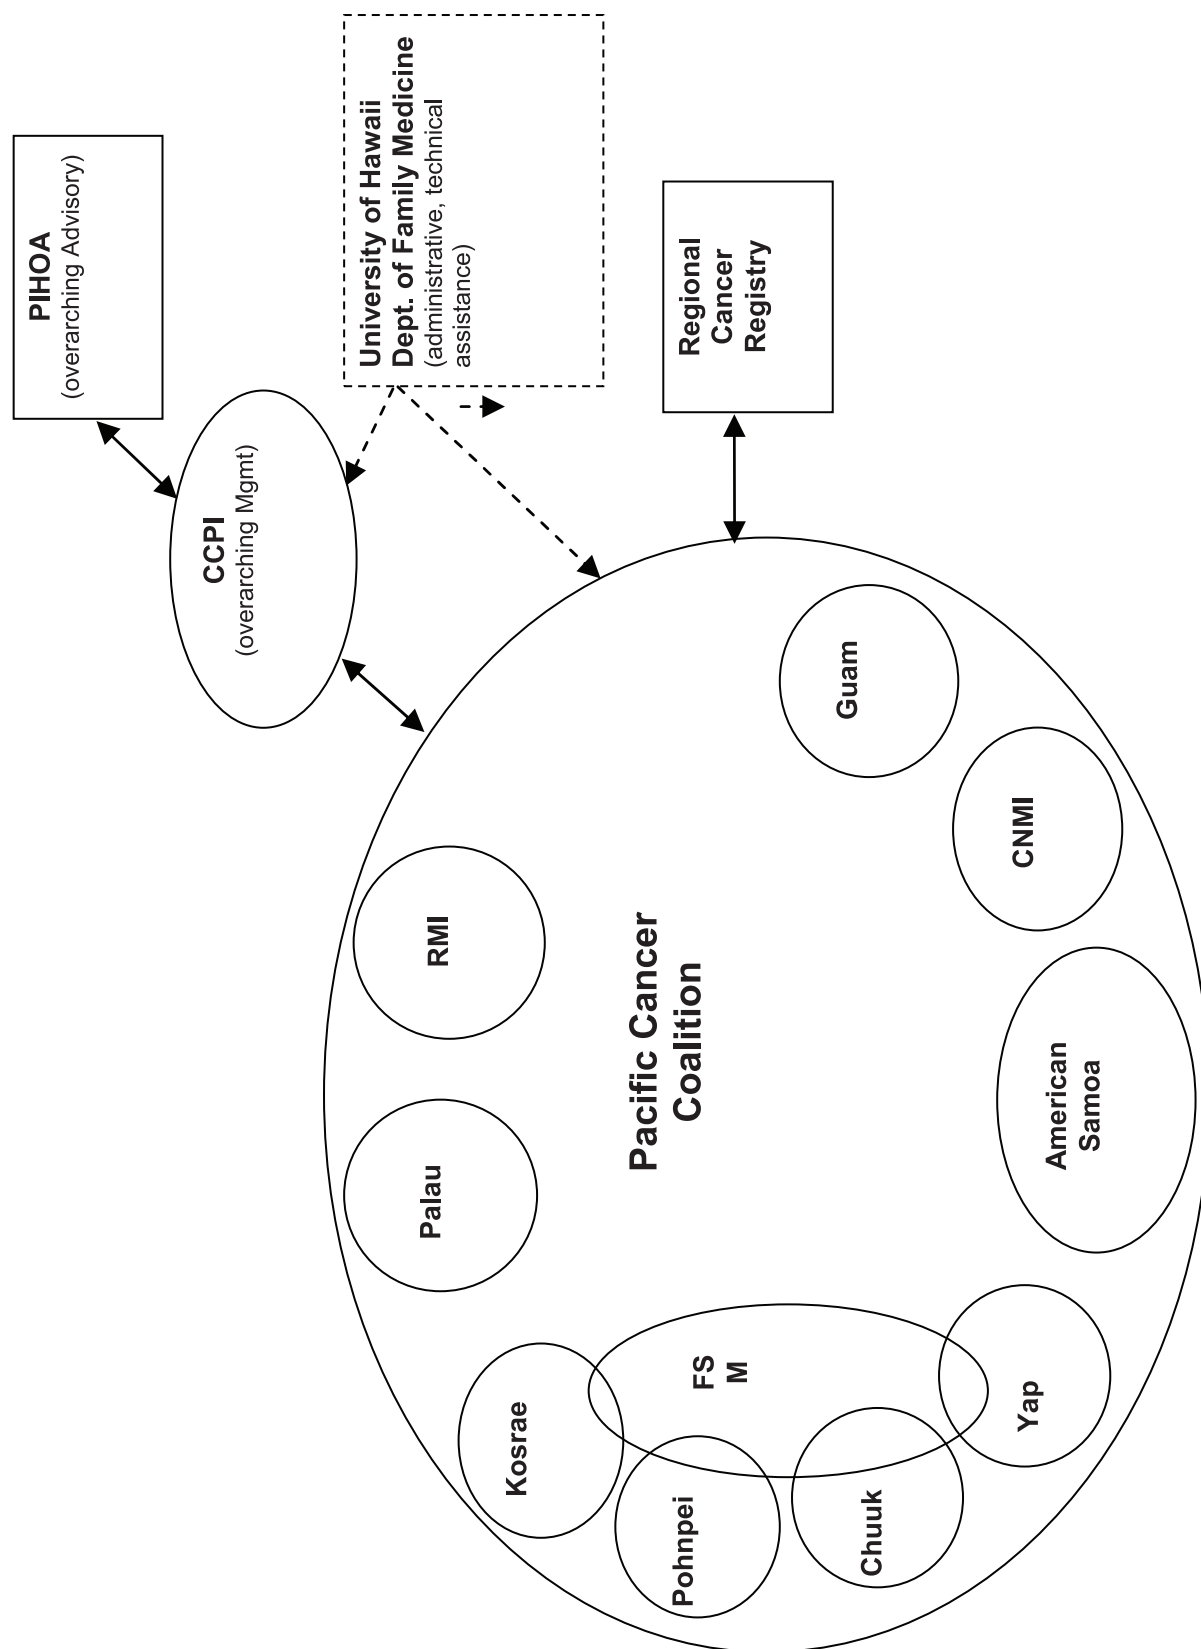 PIHOA
(overarching Advisory)
CCPI
(overarching Mgmt)
University of Hawaii
Dept. of Family Medicine
(administrative, technical
assistance)
Regional
Cancer
Registry
Pacific Cancer
Coalition
RMI
Palau
Kosrae
Pohnpei
Chuuk
Yap
FS
M
American
Samoa
CNMI
Guam